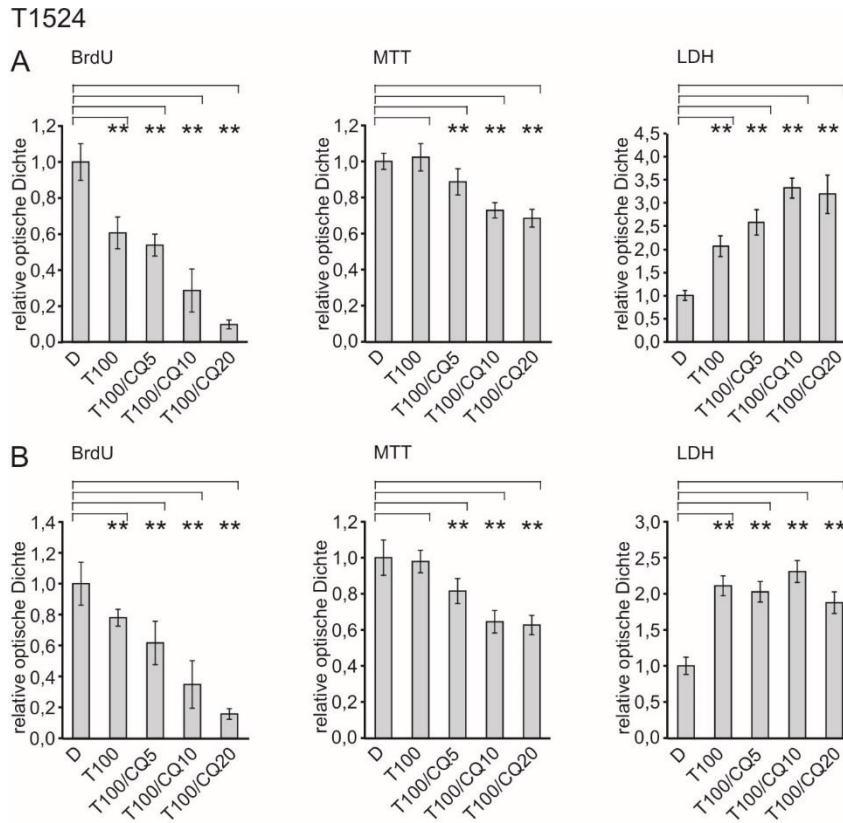 T1524
A
BrdU
MTT
LDH
** ** ** **
** ** **
** ** ** **
relative optische Dichte
1,2
1,0
0,8
0,6
0,4
0,2
0,0
D
T100
T100/CQ5
T100/CQ10
T100/CQ20
relative optische Dichte
1,2
1,0
0,8
0,6
0,4
0,2
0,0
D
T100
T100/CQ5
T100/CQ10
T100/CQ20
relative optische Dichte
4,5
4,0
3,5
3,0
2,5
2,0
1,5
1,0
0,5
0,0
D
T100
T100/CQ5
T100/CQ10
T100/CQ20
B
BrdU
MTT
LDH
** ** ** **
** ** **
** ** ** **
relative optische Dichte
1,4
1,2
1,0
0,8
0,6
0,4
0,2
0,0
D
T100
T100/CQ5
T100/CQ10
T100/CQ20
relative optische Dichte
1,2
1,0
0,8
0,6
0,4
0,2
0,0
D
T100
T100/CQ5
T100/CQ10
T100/CQ20
relative optische Dichte
3,0
2,5
2,0
1,5
1,0
0,5
0,0
D
T100
T100/CQ5
T100/CQ10
T100/CQ20